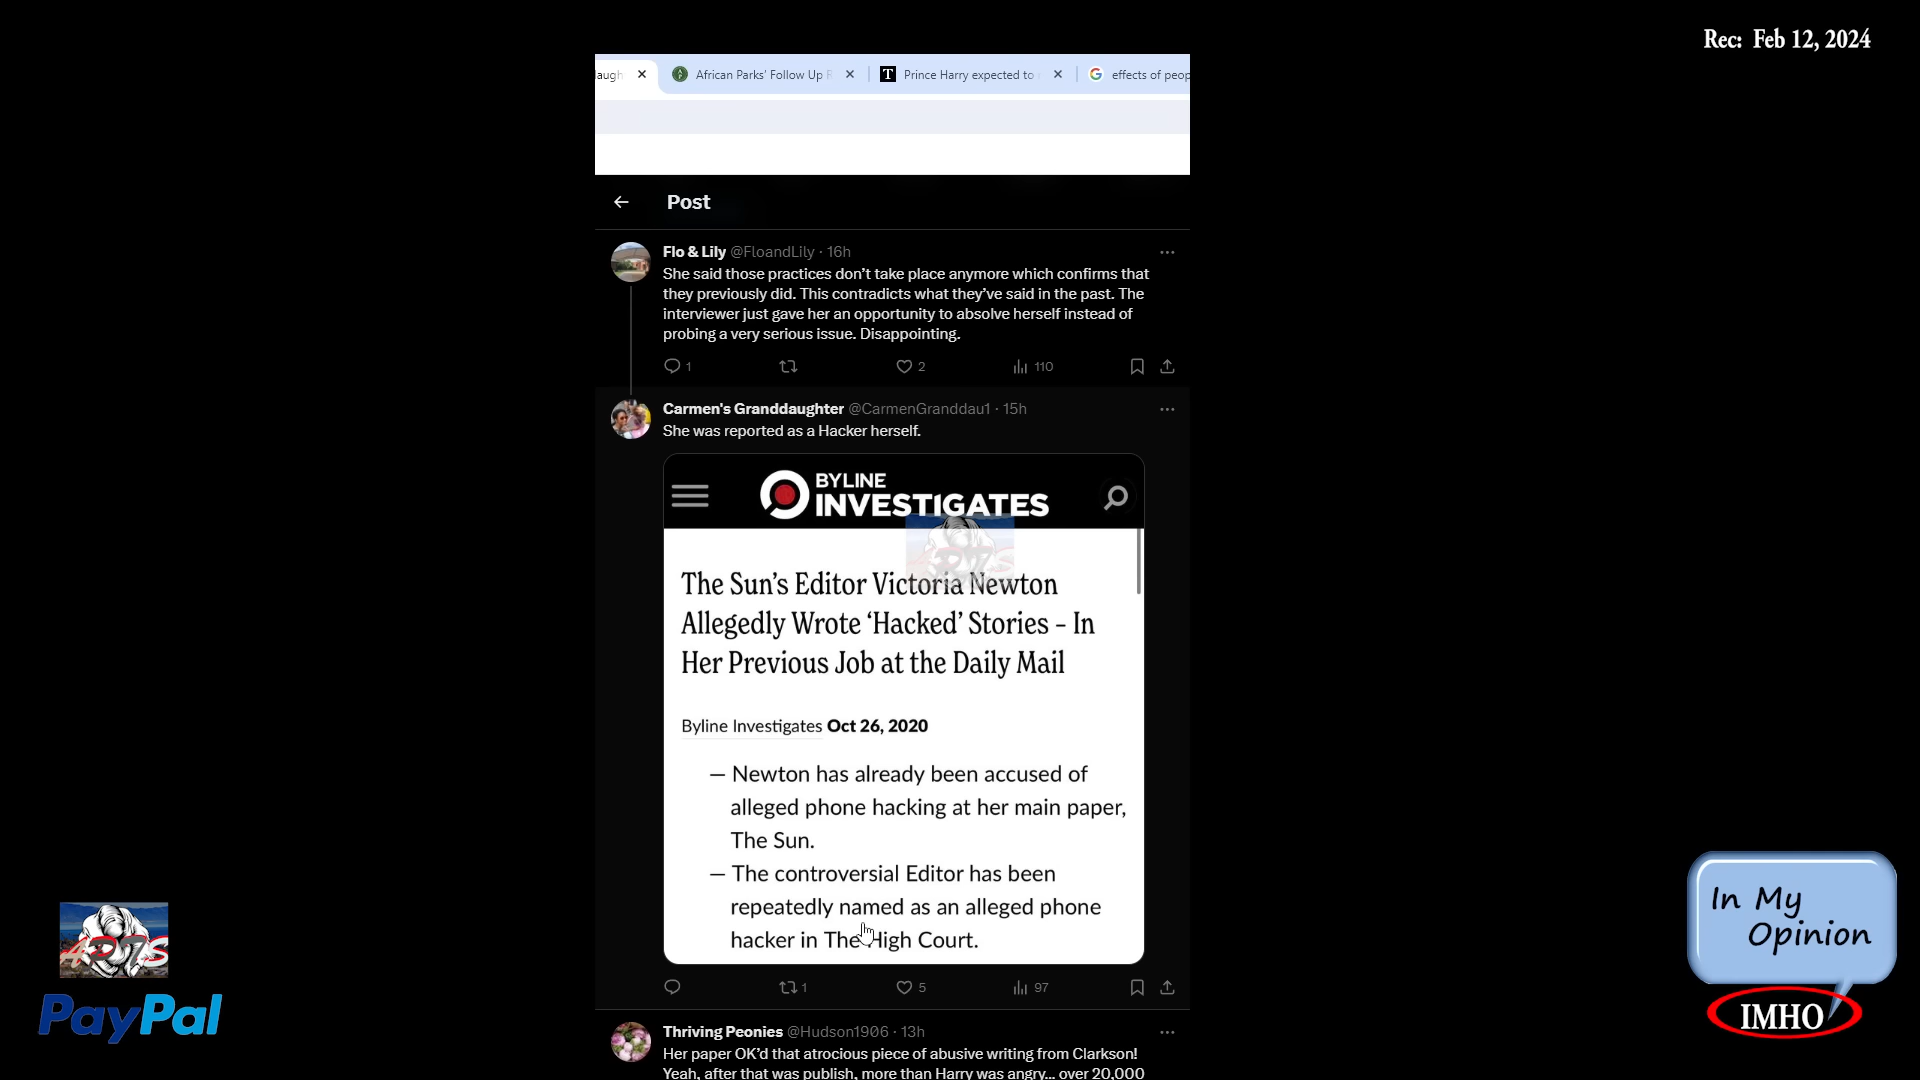 Rec: Feb 12, 2024
laugh
African Parks' Follow Up R
Prince Harry expected to
effects of peop
Post
Flo & Lily @FloandLily · 16h
She said those practices don't take place anymore which confirms that
they previously did. This contradicts what they've said in the past. The
interviewer just gave her an opportunity to absolve herself instead of
probing a very serious issue. Disappointing.
1
2
110
Carmen's Granddaughter @CarmenGranddau1 · 15h
She was reported as a Hacker herself.
BYLINE
INVESTIGATES
The Sun's Editor Victoria Newton
Allegedly Wrote ‘Hacked’ Stories – In
Her Previous Job at the Daily Mail
Byline Investigates Oct 26, 2020
— Newton has already been accused of
alleged phone hacking at her main paper,
The Sun.
— The controversial Editor has been
repeatedly named as an alleged phone
hacker in The High Court.
1
5
97
Thriving Peonies @Hudson1906 · 13h
Her paper OK'd that atrocious piece of abusive writing from Clarkson!
Yeah, after that was publish, more than Harry was angry... over 20,000
PayPal
In My
Opinion
IMHO